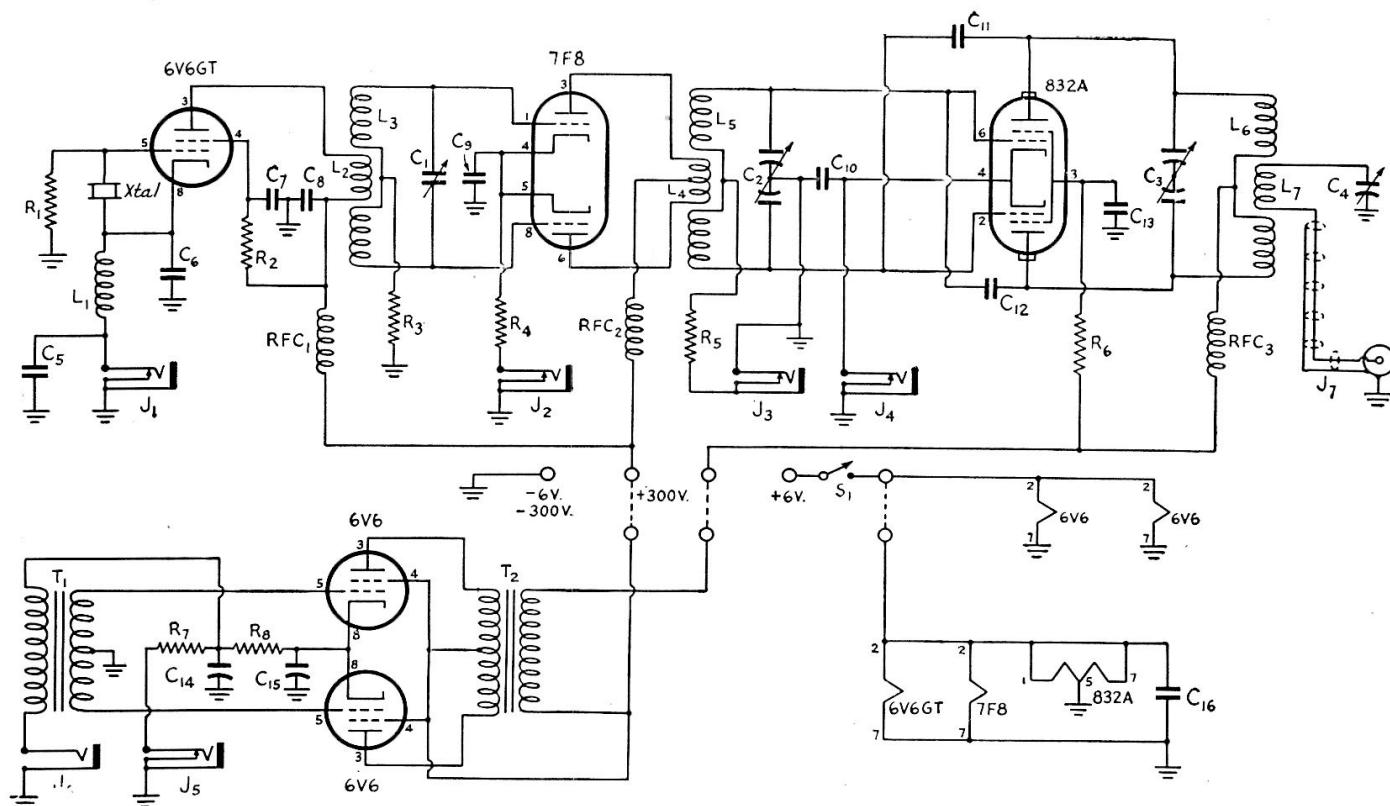 6V6GT
3
5
4
8
R1
Xtal
L1
C5
J1
C6
C7
C8
R2
RFC1
L2
L3
R3
C1
C9
7F8
3
1
4
5
8
6
R4
J2
RFC2
L4
L5
R5
C2
C10
J3
J4
C11
832A
6
4
2
3
C12
C13
R6
C3
L6
L7
C4
RFC3
J7
-6V.
-300V.
+300V.
+6V.
S1
2
6V6
7
2
6V6
7
T1
R7
R8
C14
C15
J5
6V6
3
5
4
8
8
5
4
3
6V6
T2
2
6V6GT
7
2
7F8
7
1
5
7
832A
C16